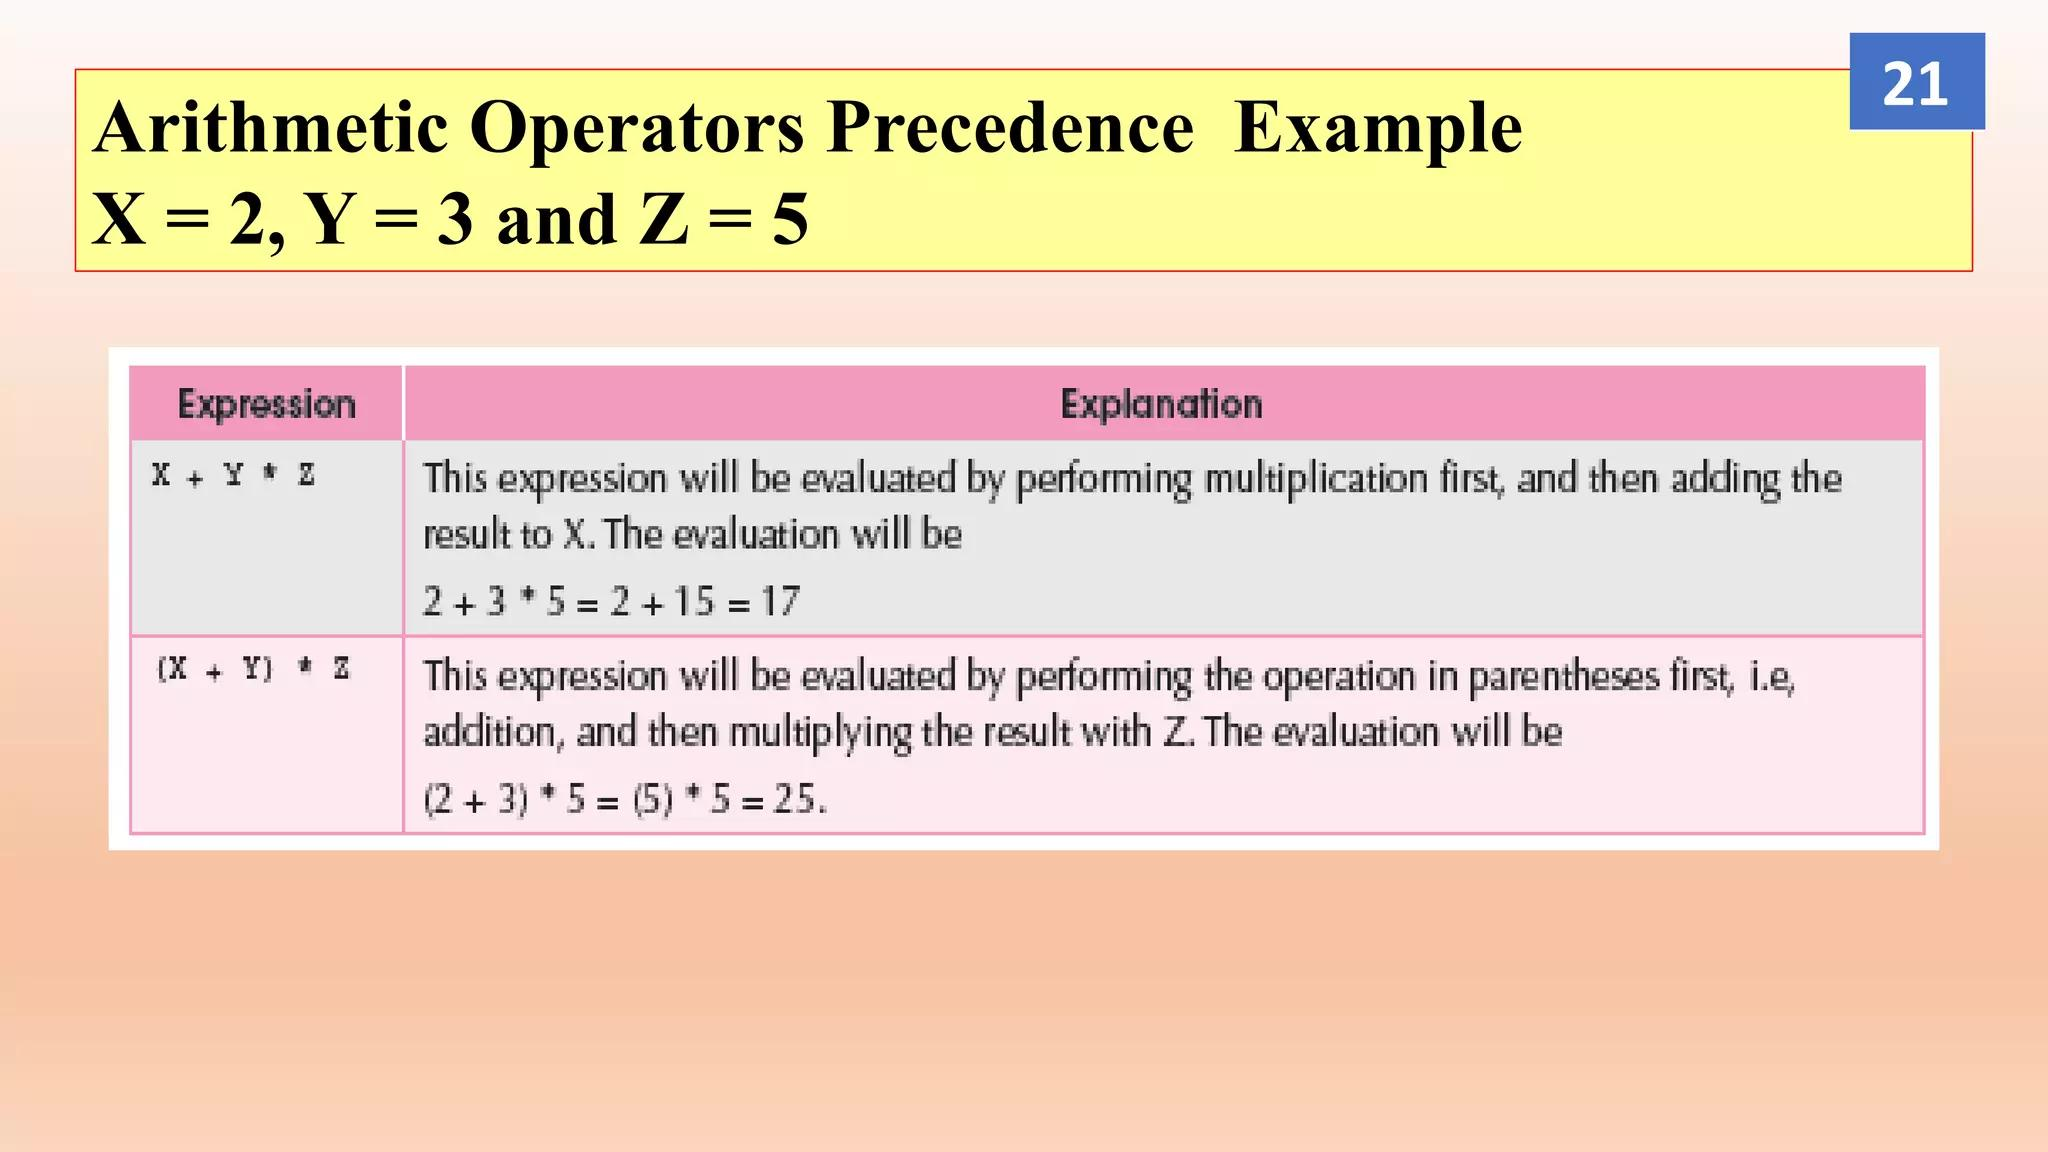 21
Arithmetic Operators Precedence Example
X = 2, Y = 3 and Z = 5
Expression Explanation
X + Y * Z This expression will be evaluated by performing multiplication first, and then adding the
result to X. The evaluation will be
2 + 3 * 5 = 2 + 15 = 17
(X + Y) * Z This expression will be evaluated by performing the operation in parentheses first, i.e,
addition, and then multiplying the result with Z. The evaluation will be
(2 + 3) * 5 = (5) * 5 = 25.